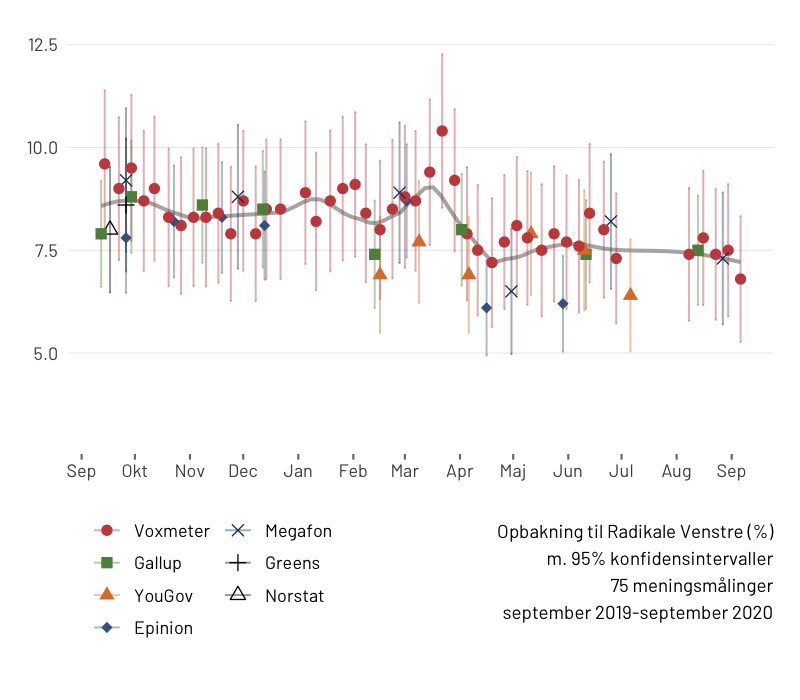 12.5
10.0
7.5
5.0
Sep Okt Nov Dec Jan Feb Mar Apr Maj Jun Jul Aug Sep
Voxmeter
Gallup
YouGov
Epinion
Megafon
Greens
Norstat
Opbakning til Radikale Venstre (%)
m. 95% konfidensintervaller
75 meningsmålinger
september 2019-september 2020